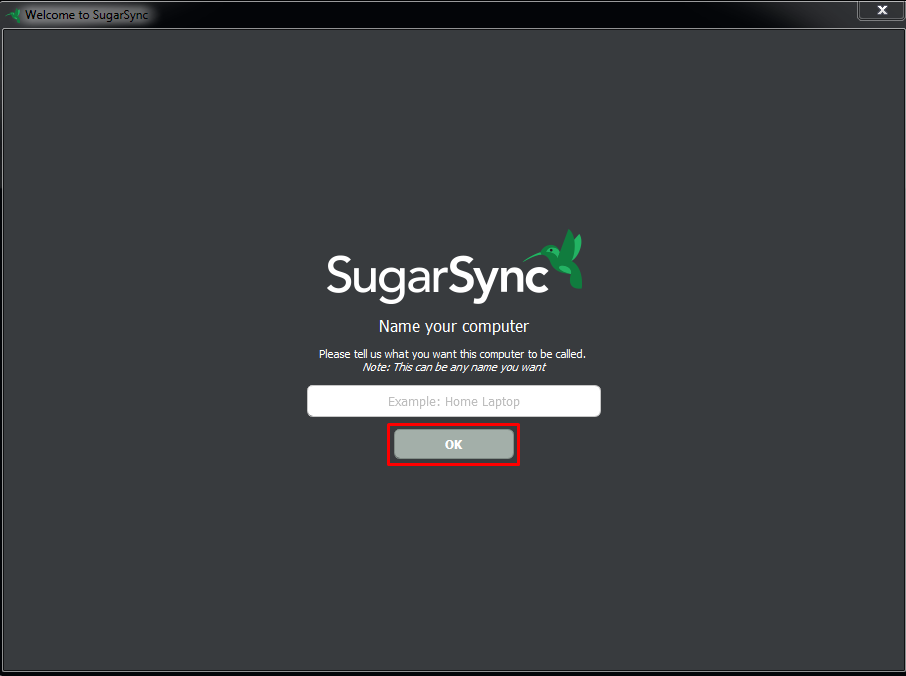 Welcome to SugarSync
SugarSync
Name your computer
Please tell us what you want this computer to be called.
Note: This can be any name you want
Example: Home Laptop
OK